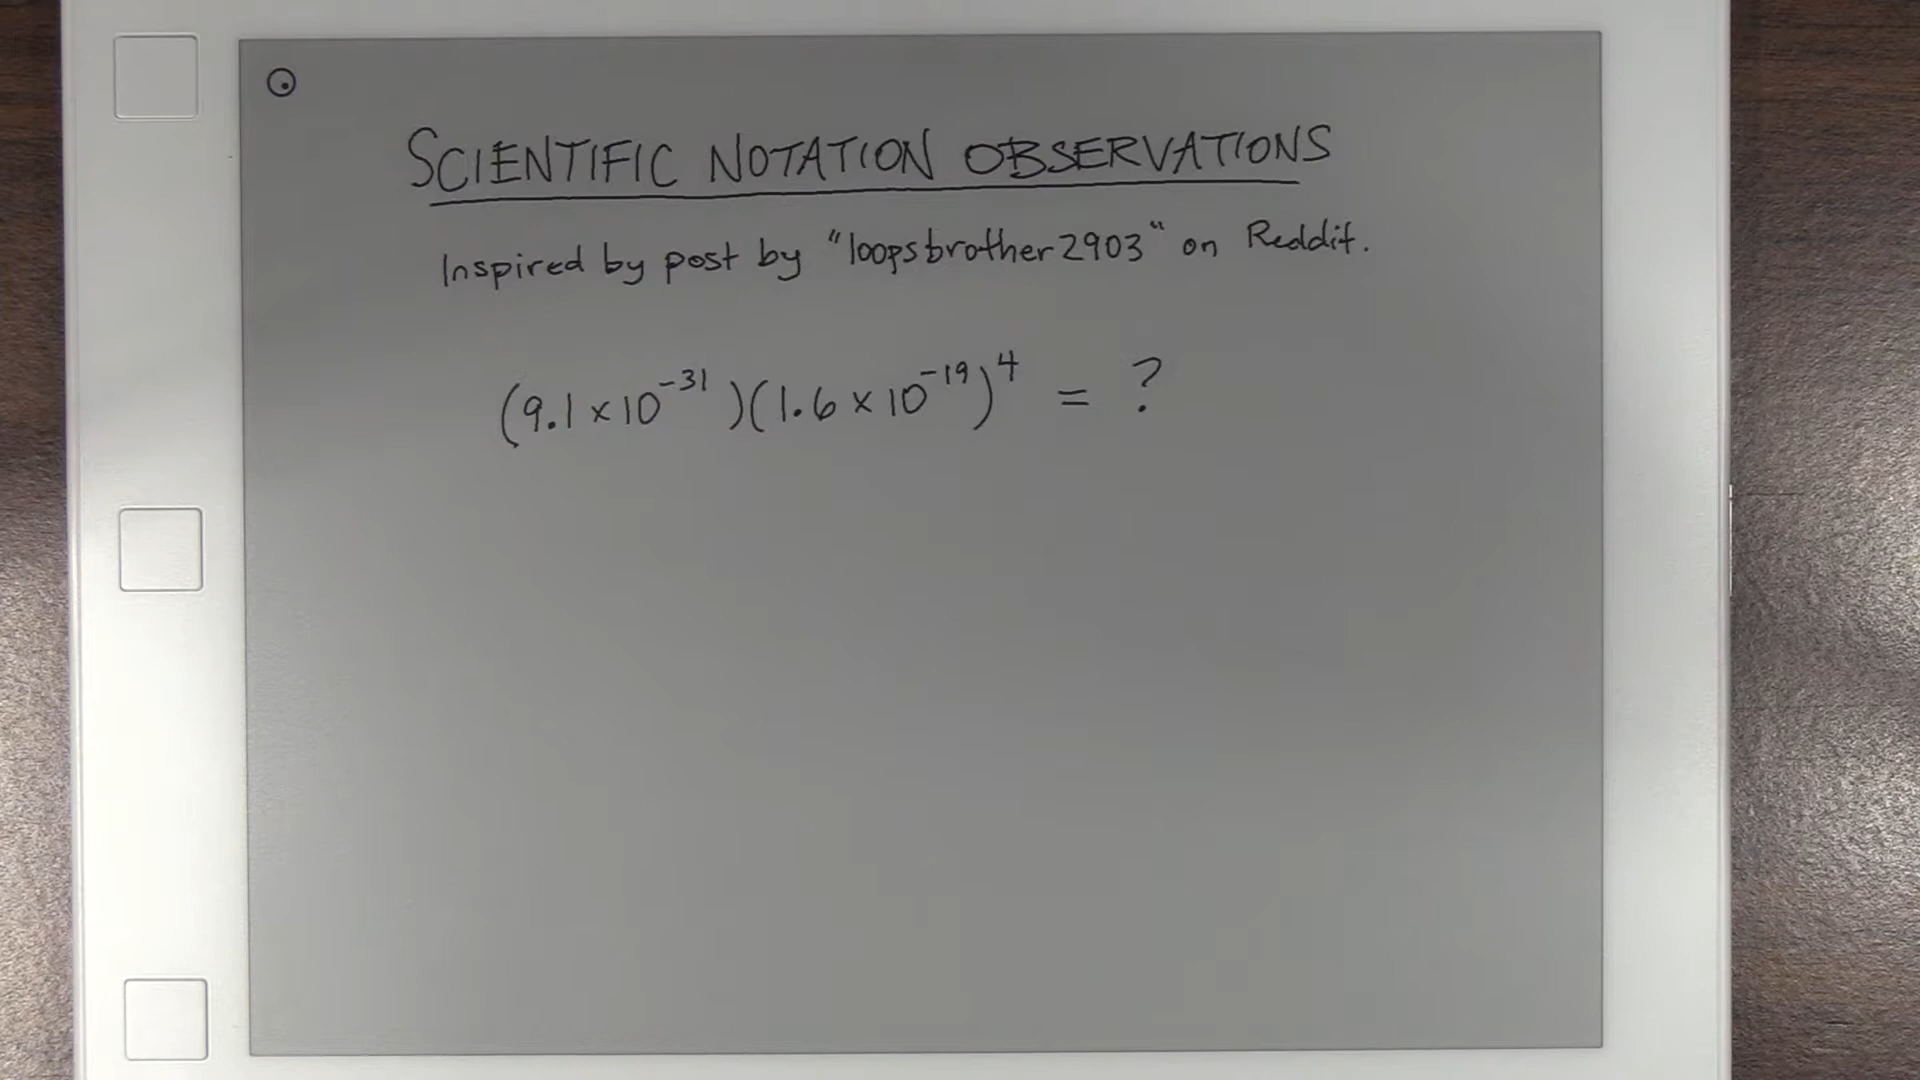 SCIENTIFIC NOTATION OBSERVATIONS
Inspired by post by "loopsbrother2903" on Reddit.
(9.1 × 10⁻³¹)(1.6 × 10⁻¹⁹)⁴ = ?